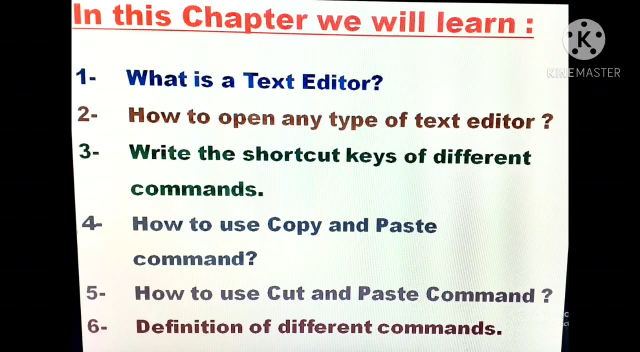 In this Chapter we will learn :
KINEMASTER
1- What is a Text Editor?
2- How to open any type of text editor ?
3- Write the shortcut keys of different
commands.
4- How to use Copy and Paste
command?
5- How to use Cut and Paste Command ?
6- Definition of different commands.